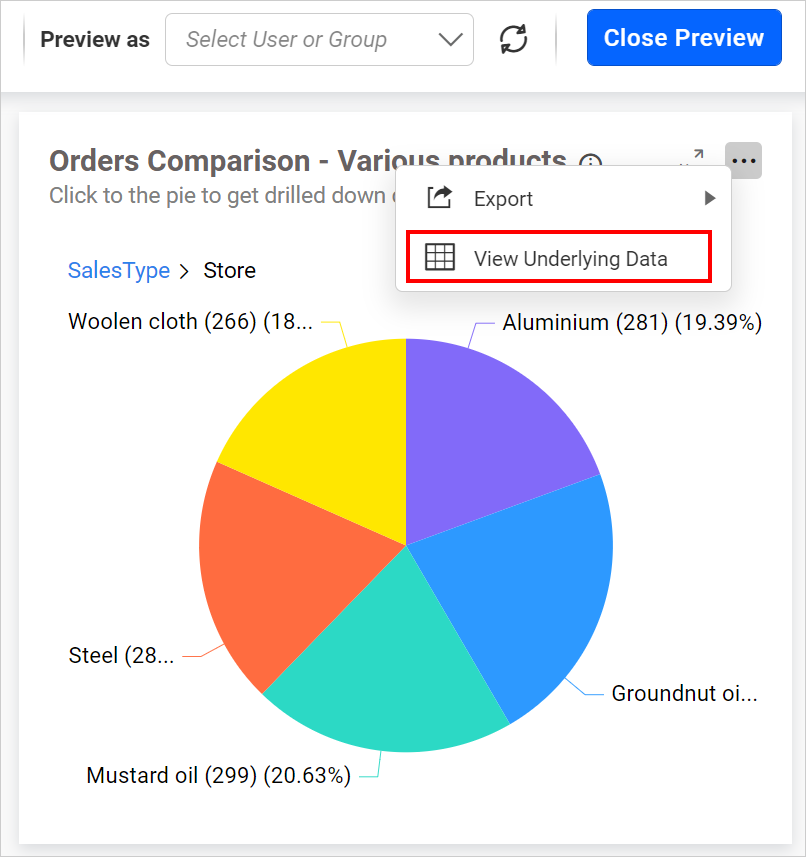 Preview as
Select User or Group
Close Preview
Orders Comparison - Various products
Click to the pie to get drilled down
Export
View Underlying Data
SalesType > Store
Woolen cloth (266) (18...
Aluminium (281) (19.39%)
Steel (28...
Groundnut oi...
Mustard oil (299) (20.63%)